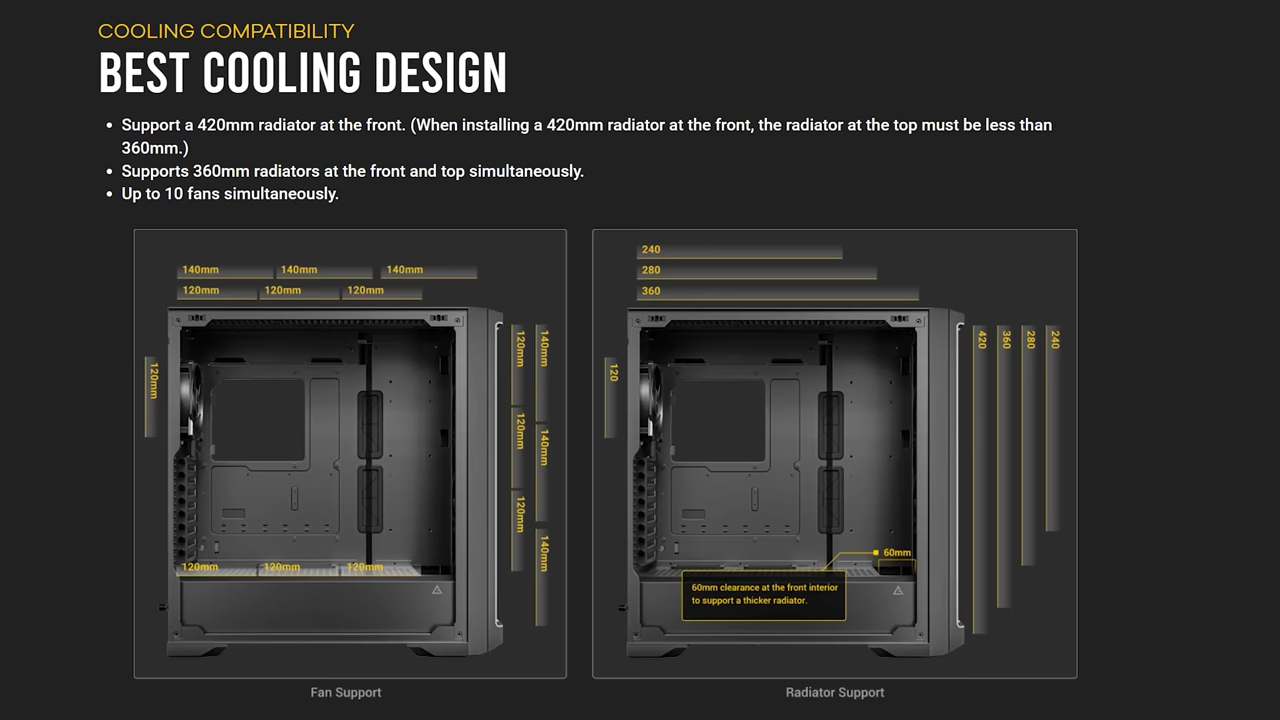 COOLING COMPATIBILITY
BEST COOLING DESIGN
• Support a 420mm radiator at the front. (When installing a 420mm radiator at the front, the radiator at the top must be less than
360mm.)
• Supports 360mm radiators at the front and top simultaneously.
• Up to 10 fans simultaneously.
140mm 140mm 140mm
120mm 120mm 120mm
120mm
120mm 120mm 120mm
140mm 140mm 140mm
120mm 120mm 120mm
Fan Support
240
280
360
120
420 360 280 240
60mm
60mm clearance at the front interior
to support a thicker radiator.
Radiator Support